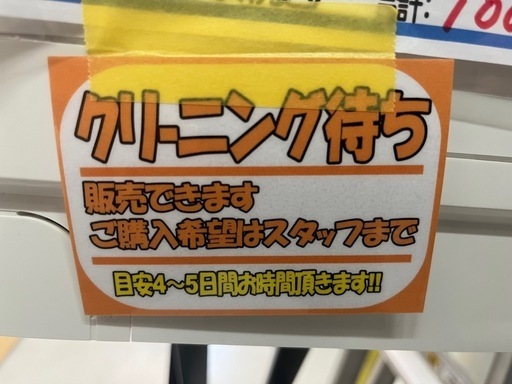 計:
クリーニング待ち
販売できます
ご購入希望はスタッフまで
目安4～5日間お時間頂きます!!